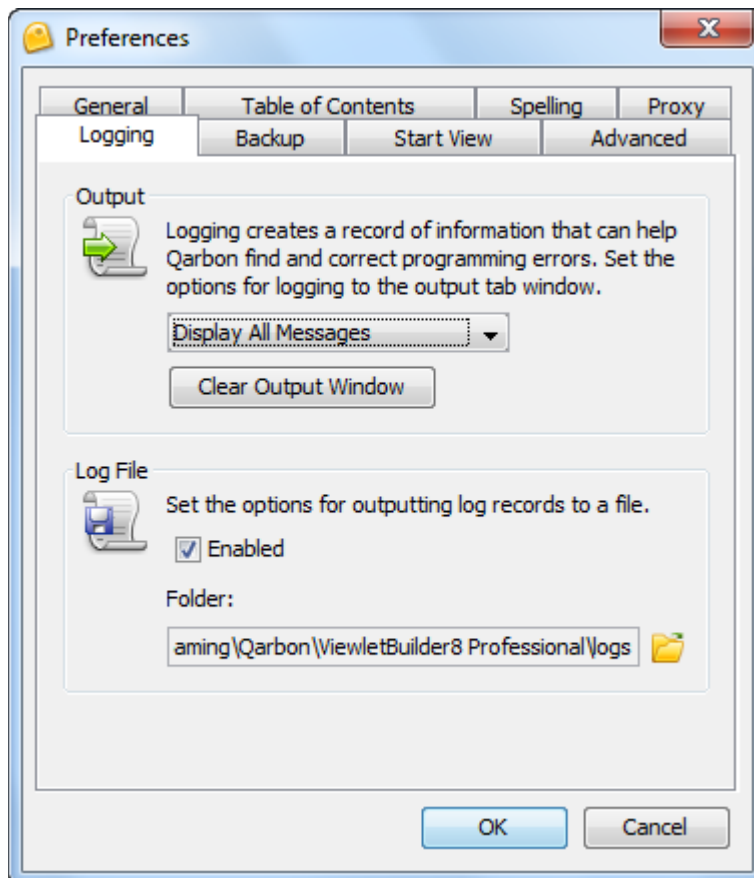 Preferences
General Table of Contents Spelling Proxy
Logging Backup Start View Advanced
Output
Logging creates a record of information that can help
Qarbon find and correct programming errors. Set the
options for logging to the output tab window.
Display All Messages
Clear Output Window
Log File
Set the options for outputting log records to a file.
Enabled
Folder:
aming\Qarbon\ViewletBuilder8 Professional\logs
OK Cancel